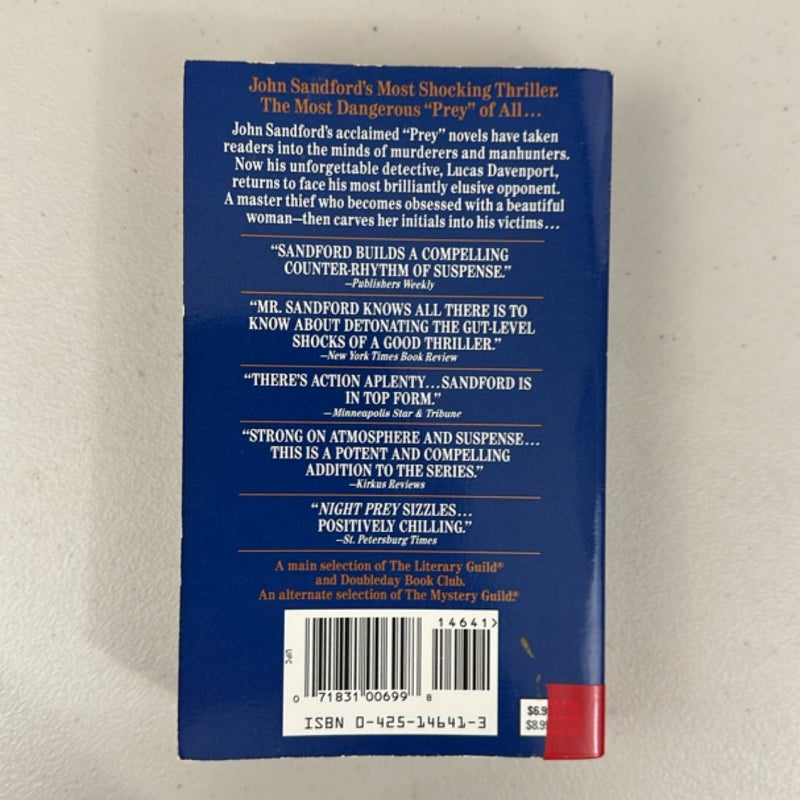 John Sandford's Most Shocking Thriller.
The Most Dangerous “Prey” of All...
John Sandford's acclaimed “Prey” novels have taken
readers into the minds of murderers and manhunters.
Now his unforgettable detective, Lucas Davenport,
returns to face his most brilliantly elusive opponent.
A master thief who becomes obsessed with a beautiful
woman—then carves her initials into his victims...
“SANDFORD BUILDS A COMPELLING
COUNTER-RHYTHM OF SUSPENSE.”
—Publishers Weekly
“MR. SANDFORD KNOWS ALL THERE IS TO
KNOW ABOUT DETONATING THE GUT-LEVEL
SHOCKS OF A GOOD THRILLER.”
—New York Times Book Review
“THERE'S ACTION APLENTY...SANDFORD IS
IN TOP FORM.”
—Minneapolis Star & Tribune
“STRONG ON ATMOSPHERE AND SUSPENSE...
THIS IS A POTENT AND COMPELLING
ADDITION TO THE SERIES.”
—Kirkus Reviews
“NIGHT PREY SIZZLES...
POSITIVELY CHILLING.”
—St. Petersburg Times
A main selection of The Literary Guild®
and Doubleday Book Club.
An alternate selection of The Mystery Guild.®
14641>
UPC
0 71831 00699 8
ISBN 0-425-14641-3
$6.9
$8.99